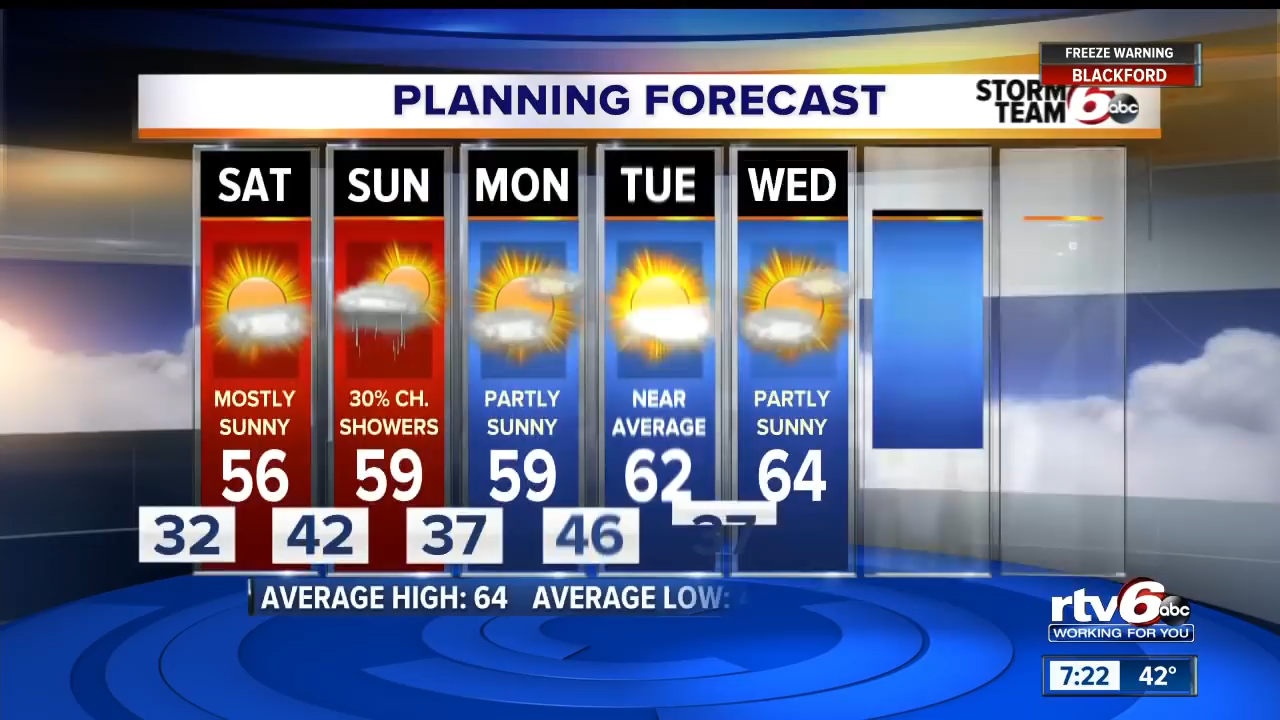 FREEZE WARNING
BLACKFORD
PLANNING FORECAST
STORM
TEAM 6 abc
SAT SUN MON TUE WED
MOSTLY SUNNY
30% CH. SHOWERS
PARTLY SUNNY
NEAR AVERAGE
PARTLY SUNNY
56 59 59 62 64
32 42 37 46 37
AVERAGE HIGH: 64 AVERAGE LOW:
rtv6 abc
WORKING FOR YOU
7:22 42°